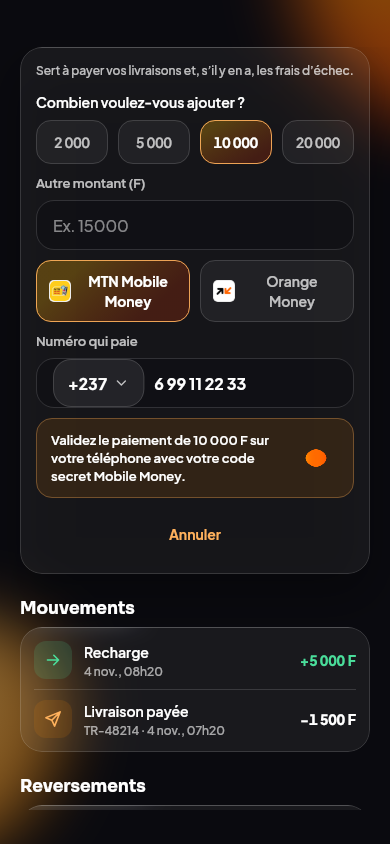 Sert à payer vos livraisons et, s'il y en a, les frais d'échec.
Combien voulez-vous ajouter ?
2 000 5 000 10 000 20 000
Autre montant (F)
Ex. 15000
MTN Mobile
Money
Orange
Money
Numéro qui paie
+237 6 99 11 22 33
Validez le paiement de 10 000 F sur
votre téléphone avec votre code
secret Mobile Money.
Annuler
Mouvements
Recharge
4 nov., 08h20
+5 000 F
Livraison payée
TR-48214 · 4 nov., 07h20
−1 500 F
Reversements